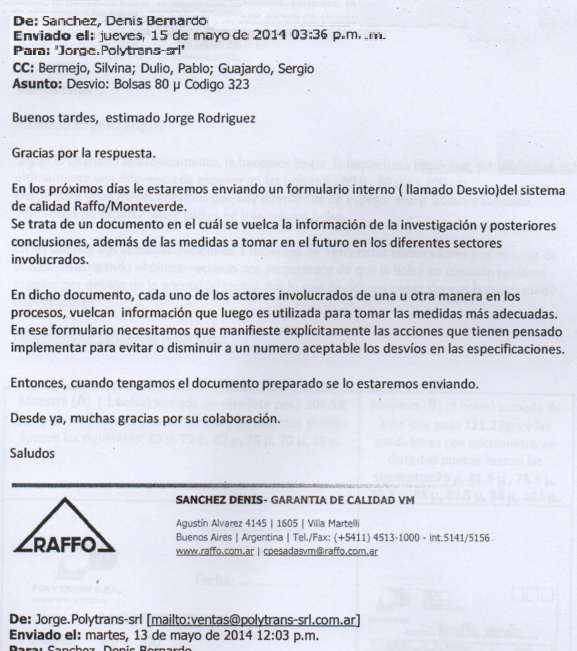 De: Sanchez, Denis Bernardo
Enviado el: jueves, 15 de mayo de 2014 03:36 p.m. .m.
Para: 'Jorge.Polytrans-srl'
CC: Bermejo, Silvina; Dulio, Pablo; Guajardo, Sergio
Asunto: Desvio: Bolsas 80 µ Codigo 323
Buenos tardes, estimado Jorge Rodriguez
Gracias por la respuesta.
En los próximos días le estaremos enviando un formulario interno ( llamado Desvio)del sistema
de calidad Raffo/Monteverde.
Se trata de un documento en el cuál se vuelca la información de la investigación y posteriores
conclusiones, además de las medidas a tomar en el futuro en los diferentes sectores
involucrados.
En dicho documento, cada uno de los actores involucrados de una u otra manera en los
procesos, vuelcan información que luego es utilizada para tomar las medidas más adecuadas.
En ese formulario necesitamos que manifieste explícitamente las acciones que tienen pensado
implementar para evitar o disminuir a un numero aceptable los desvíos en las especificaciones.
Entonces, cuando tengamos el documento preparado se lo estaremos enviando.
Desde ya, muchas gracias por su colaboración.
Saludos
SANCHEZ DENIS- GARANTIA DE CALIDAD VM
Agustín Alvarez 4145 | 1605 | Villa Martelli
Buenos Aires | Argentina | Tel./Fax: (+5411) 4513-1000 - int.5141/5156
www.raffo.com.ar | cpesadasvm@raffo.com.ar
RAFFO
De: Jorge.Polytrans-srl [mailto:ventas@polytrans-srl.com.ar]
Enviado el: martes, 13 de mayo de 2014 12:03 p.m.
Para: Sanchez, Denis Bernardo